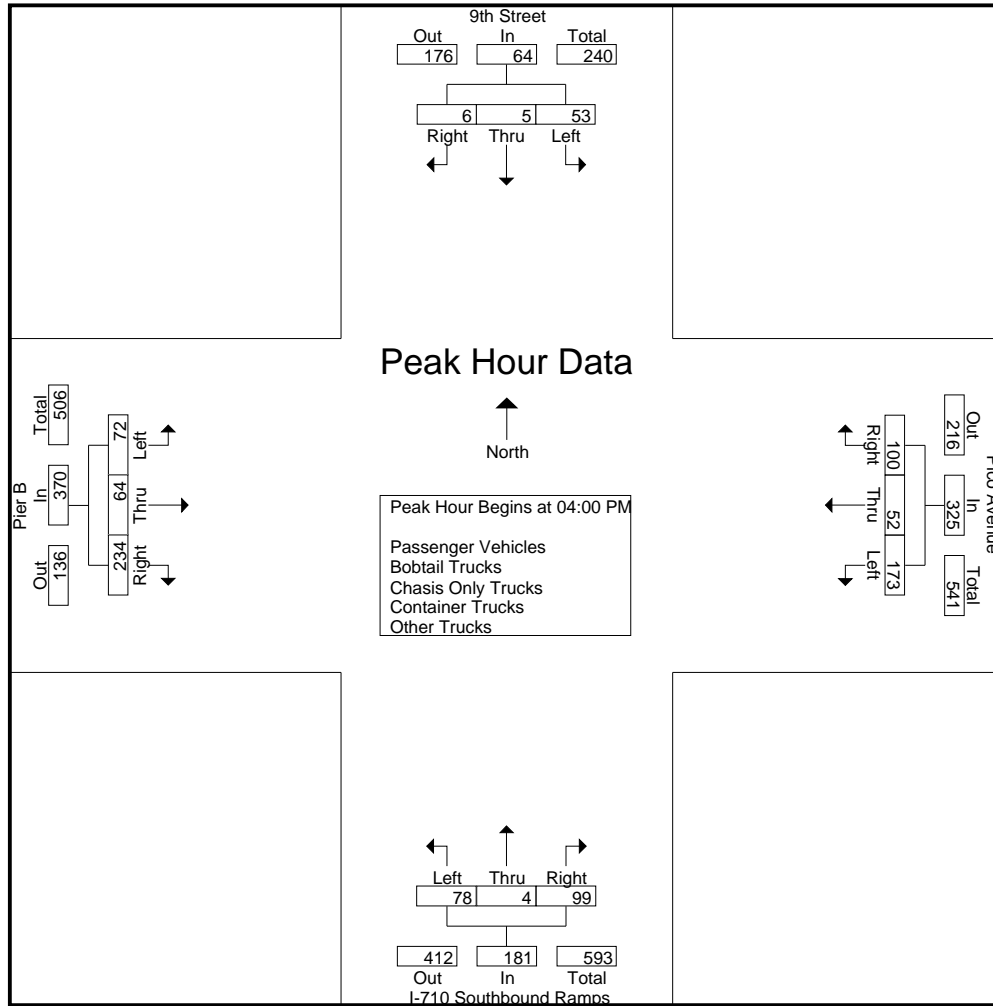 9th Street
Out In Total
176 64 240
6 5 53
Right Thru Left
Peak Hour Data
North
Peak Hour Begins at 04:00 PM
Passenger Vehicles
Bobtail Trucks
Chasis Only Trucks
Container Trucks
Other Trucks
Pier B
Out In Total
136 370 506
234 64 72
Right Thru Left
Out In Total
216 325 541
100 52 173
Right Thru Left
Left Thru Right
78 4 99
412 181 593
Out In Total
I-710 Southbound Ramps